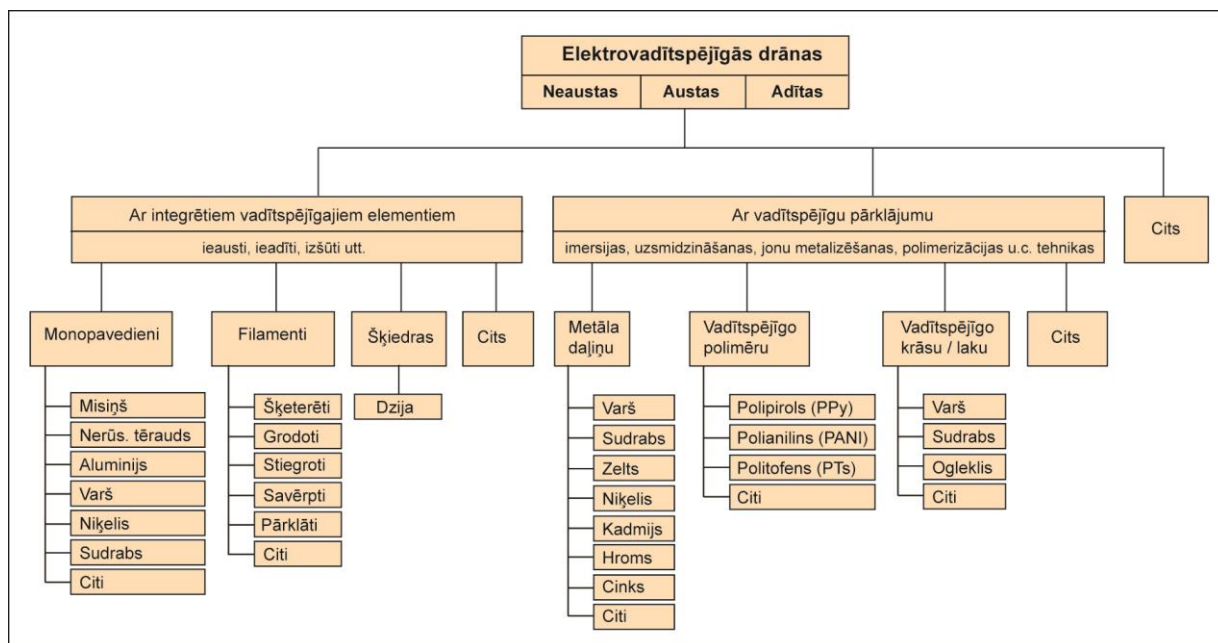 Elektrovadītspējīgās drānas
Neaustas
Austas
Adītas
Ar integrētiem vadītspējīgajiem elementiem
ieausti, ieadīti, izšūti utt.
Ar vadītspējīgu pārklājumu
imersijas, uzsmidzināšanas, jonu metalizēšanas, polimerizācijas u.c. tehnikas
Cits
Monopavedieni
Misiņš
Nerūs. tērauds
Aluminijs
Varš
Niķelis
Sudrabs
Citi
Filamenti
Šķeterēti
Grodoti
Stiegroti
Savērpti
Pārklāti
Citi
Šķiedras
Dzija
Cits
Metāla
daļiņu
Varš
Sudrabs
Zelts
Niķelis
Kadmijs
Hroms
Cinks
Citi
Vadītspējīgo
polimēru
Polipirols (PPy)
Polianilins (PANI)
Politofens (PTs)
Citi
Vadītspējīgo
krāsu / laku
Varš
Sudrabs
Ogleklis
Citi
Cits